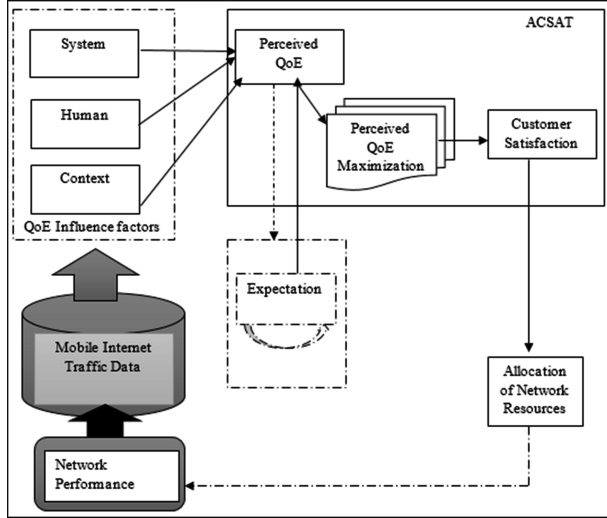 ACSAT
System
Human
Context
QoE Influence factors
Perceived
QoE
Perceived
QoE
Maximization
Customer
Satisfaction
Expectation
Mobile Internet
Traffic Data
Allocation
of Network
Resources
Network
Performance